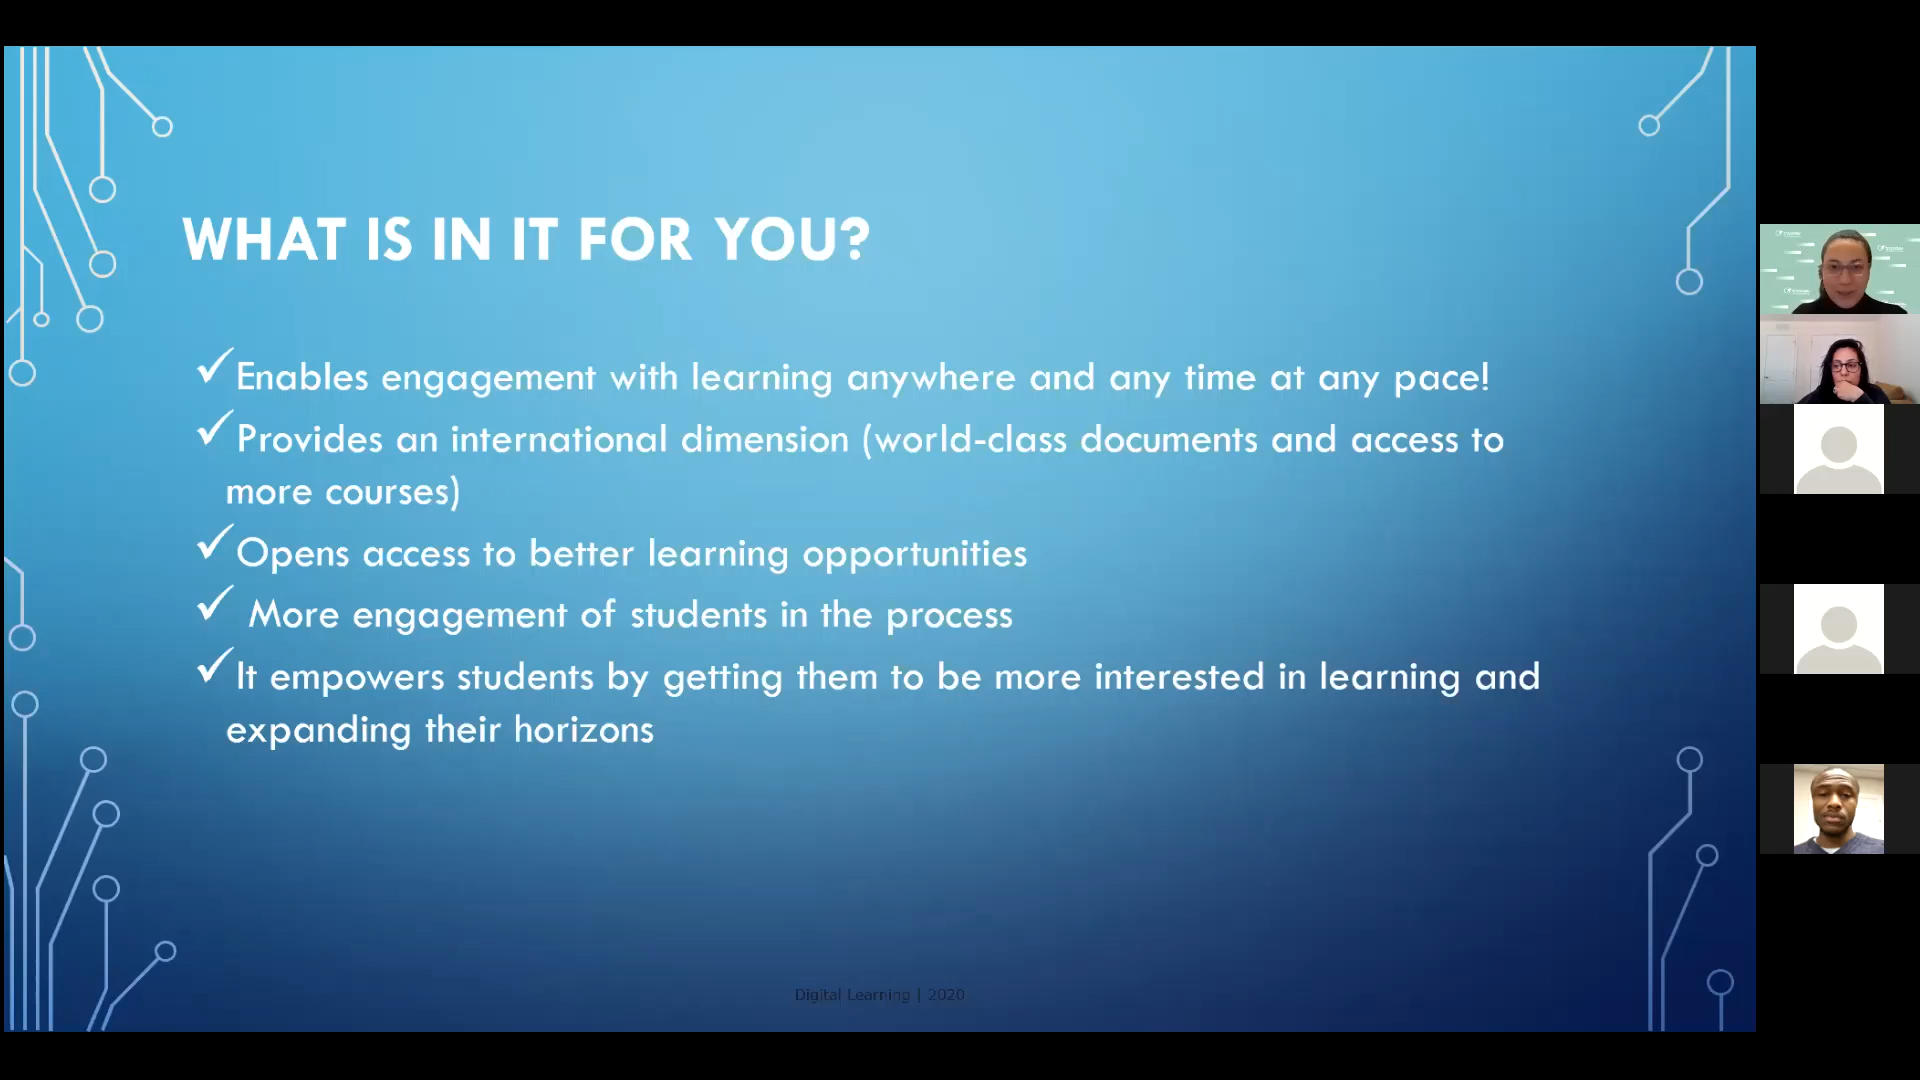 WHAT IS IN IT FOR YOU?
✓Enables engagement with learning anywhere and any time at any pace!
✓Provides an international dimension (world-class documents and access to
more courses)
✓Opens access to better learning opportunities
✓ More engagement of students in the process
✓It empowers students by getting them to be more interested in learning and
expanding their horizons
Digital Learning | 2020